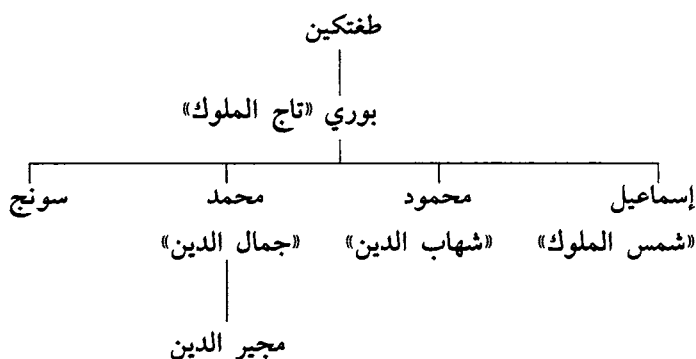 طغتكين
بوري «تاج الملوك»
إسماعيل محمود محمد سونج
«شمس الملوك» «شهاب الدين» «جمال الدين»
مجير الدين